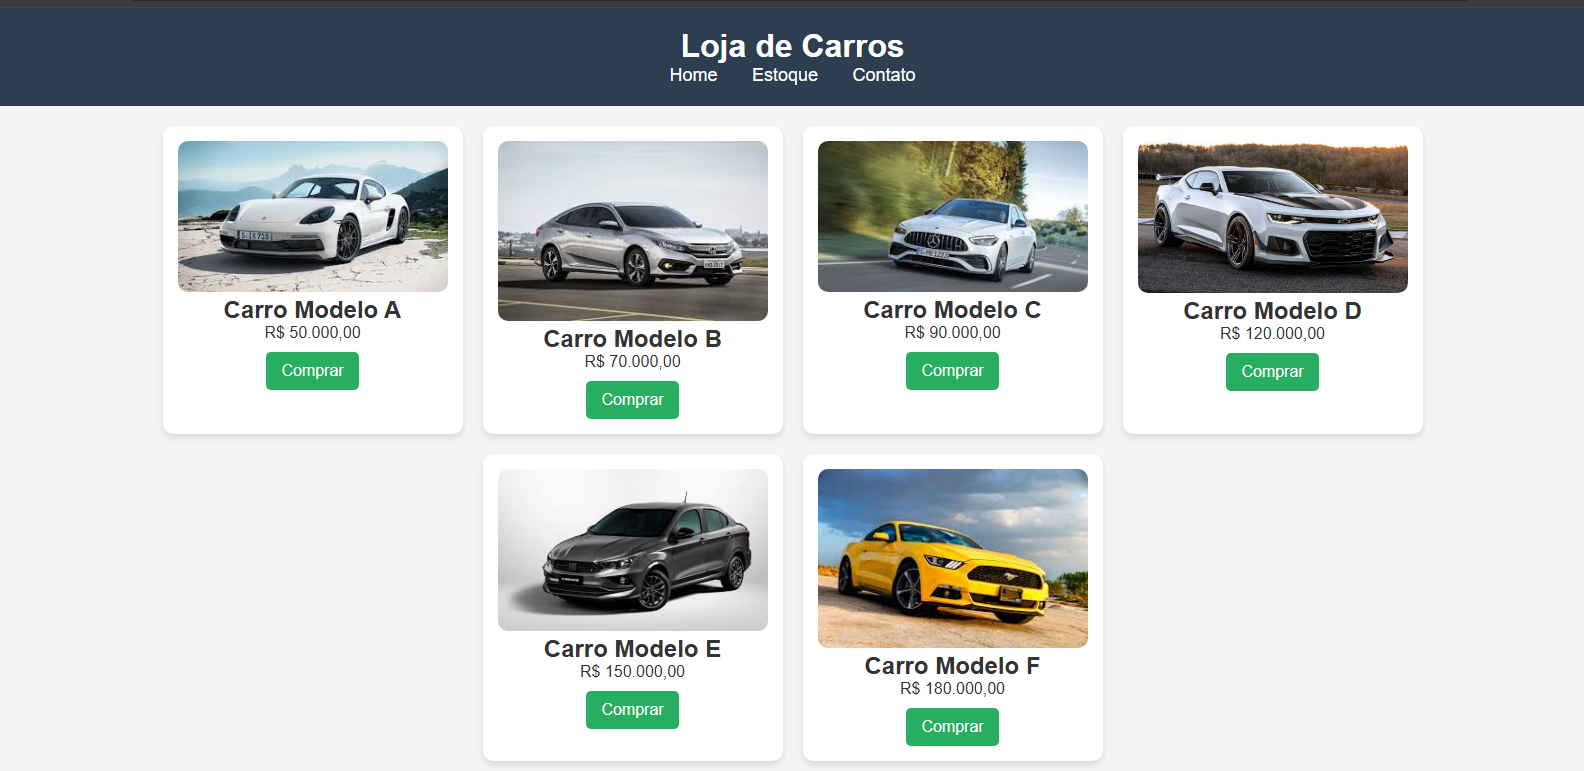 Loja de Carros
Home Estoque Contato
Carro Modelo A
R$ 50.000,00
Comprar
Carro Modelo B
R$ 70.000,00
Comprar
Carro Modelo C
R$ 90.000,00
Comprar
Carro Modelo D
R$ 120.000,00
Comprar
Carro Modelo E
R$ 150.000,00
Comprar
Carro Modelo F
R$ 180.000,00
Comprar